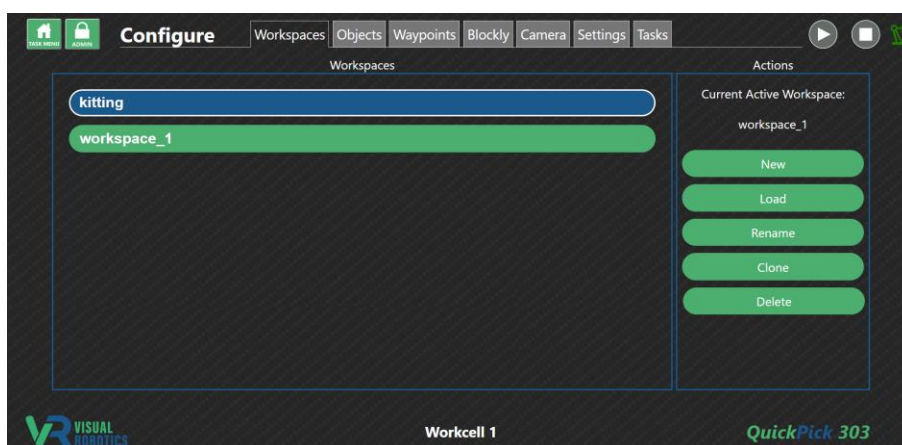 TASK MENU
ADMIN
Configure
Workspaces Objects Waypoints Blockly Camera Settings Tasks
Workspaces
Actions
kitting
workspace_1
Current Active Workspace:
workspace_1
New
Load
Rename
Clone
Delete
VR VISUAL
ROBOTICS
Workcell 1
QuickPick 303